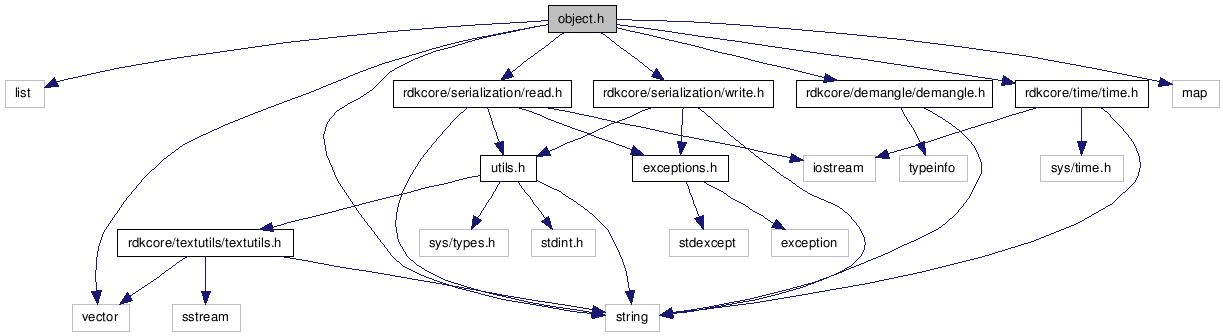 object.h
list
rdkcore/serialization/read.h
rdkcore/serialization/write.h
rdkcore/demangle/demangle.h
rdkcore/time/time.h
map
utils.h
exceptions.h
iostream
typeinfo
sys/time.h
rdkcore/textutils/textutils.h
sys/types.h
stdint.h
stdexcept
exception
vector
sstream
string